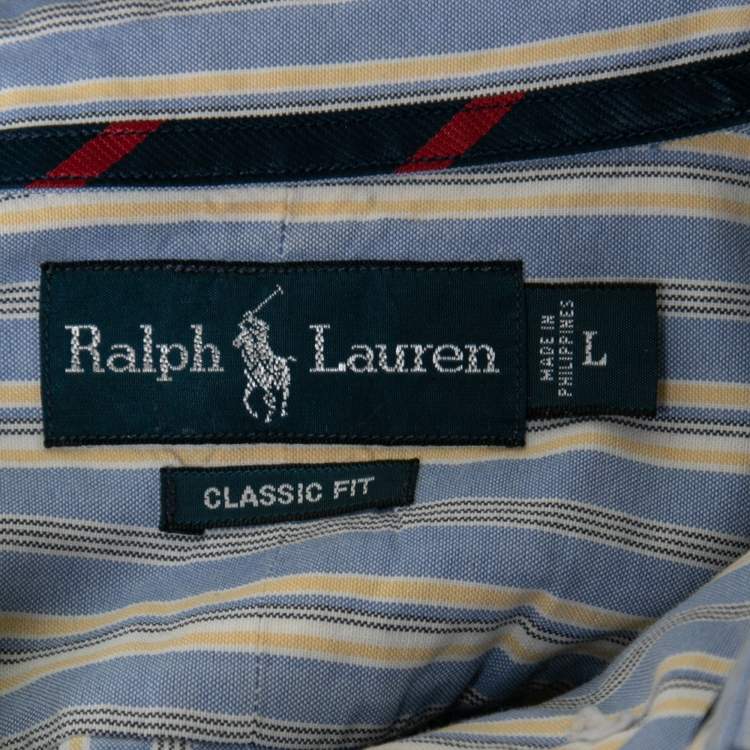 Ralph Lauren
MADE IN
PHILIPPINES
L
CLASSIC FIT